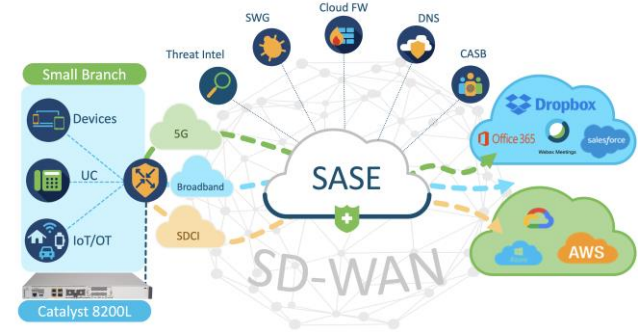 Cloud FW
SWG
DNS
Threat Intel
CASB
Small Branch
Devices
UC
IoT/OT
Catalyst 8200L
5G
Broadband
SDCI
SASE
SD-WAN
Dropbox
Office 365
Webex Meetings
salesforce
Azure
AWS